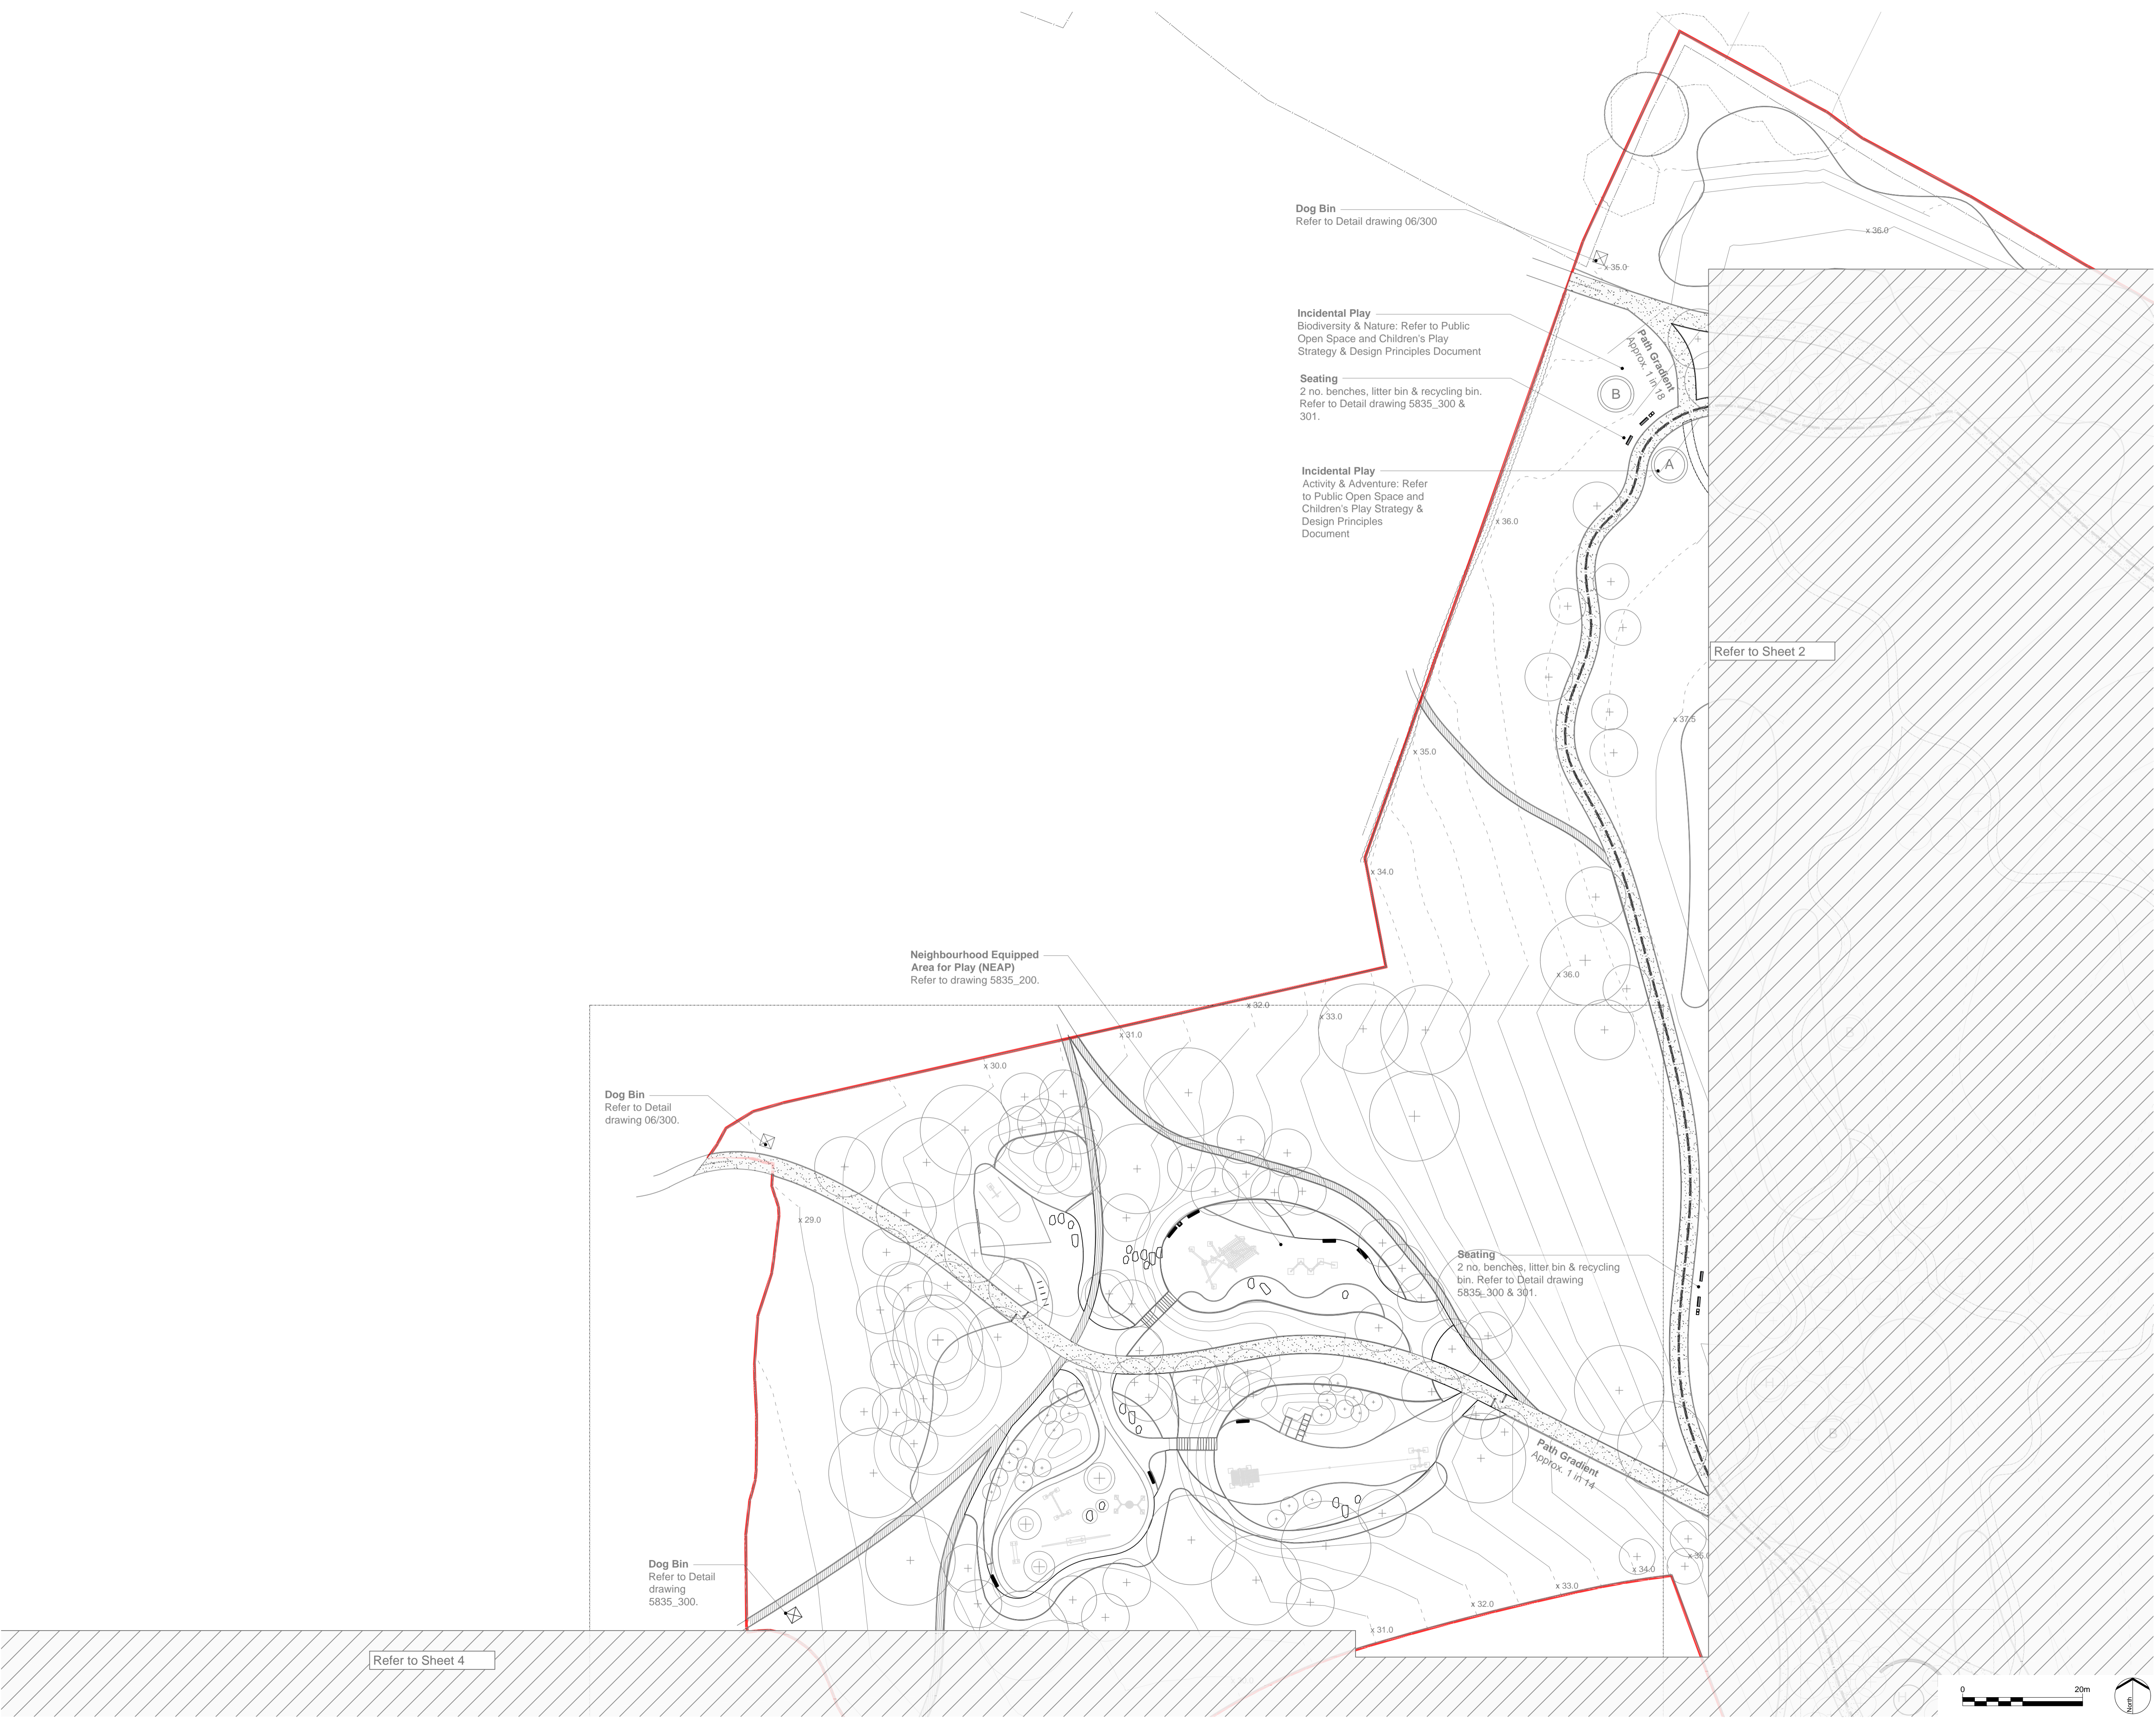 Dog Bin
Refer to Detail drawing 06/300
x 36.0
x 35.0
Incidental Play
Biodiversity & Nature: Refer to Public
Open Space and Children's Play
Strategy & Design Principles Document
Path Gradient
Approx. 1 in 18
Seating
2 no. benches, litter bin & recycling bin.
Refer to Detail drawing 5835_300 &
301.
B
A
Incidental Play
Activity & Adventure: Refer
to Public Open Space and
Children's Play Strategy &
Design Principles
Document
x 36.0
Refer to Sheet 2
x 37.5
x 35.0
x 34.0
Neighbourhood Equipped
Area for Play (NEAP)
Refer to drawing 5835_200.
x 36.0
x 32.0
x 33.0
x 31.0
x 30.0
Dog Bin
Refer to Detail
drawing 06/300.
x 29.0
Seating
2 no. benches, litter bin & recycling
bin. Refer to Detail drawing
5835_300 & 301.
B
Path Gradient
Approx. 1 in 14
Dog Bin
Refer to Detail
drawing
5835_300.
x 35.0
x 34.0
x 33.0
x 32.0
x 31.0
Refer to Sheet 4
H
0 20m
North